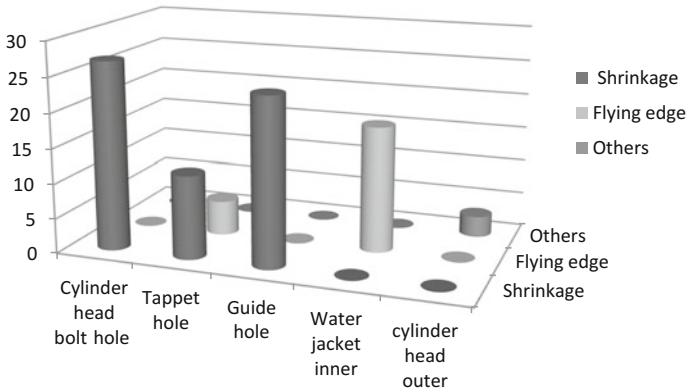 30
25
20
15
10
5
0
Shrinkage
Flying edge
Others
Others
Flying edge
Shrinkage
Cylinder
head
bolt hole
Tappet
hole
Guide
hole
Water
jacket
inner
cylinder
head
outer